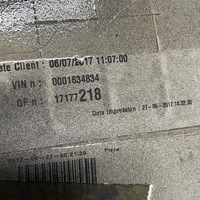 ate Client : 06/07/2017 11:07:00
VIN n : 0001634834
OF n : 17177218
Date Impression : 27-06-2017 14:32:30